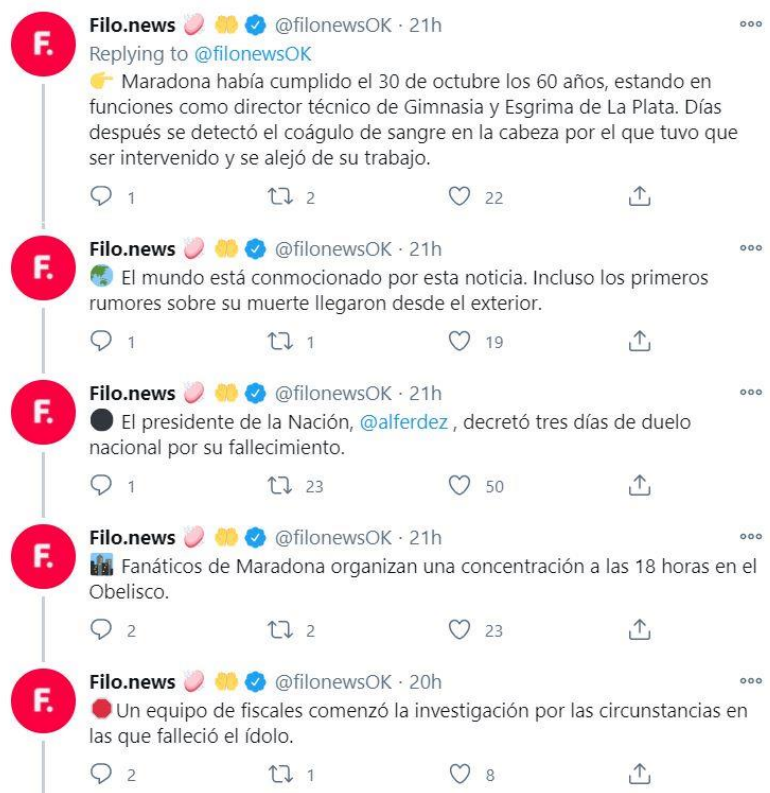 Filo.news @filonewsOK · 21h
Replying to @filonewsOK
Maradona había cumplido el 30 de octubre los 60 años, estando en
funciones como director técnico de Gimnasia y Esgrima de La Plata. Días
después se detectó el coágulo de sangre en la cabeza por el que tuvo que
ser intervenido y se alejó de su trabajo.
1 2 22
F.
Filo.news @filonewsOK · 21h
El mundo está conmocionado por esta noticia. Incluso los primeros
rumores sobre su muerte llegaron desde el exterior.
1 1 19
F.
Filo.news @filonewsOK · 21h
El presidente de la Nación, @alferdez , decretó tres días de duelo
nacional por su fallecimiento.
1 23 50
F.
Filo.news @filonewsOK · 21h
Fanáticos de Maradona organizan una concentración a las 18 horas en el
Obelisco.
2 2 23
F.
Filo.news @filonewsOK · 20h
Un equipo de fiscales comenzó la investigación por las circunstancias en
las que falleció el ídolo.
2 1 8
F.